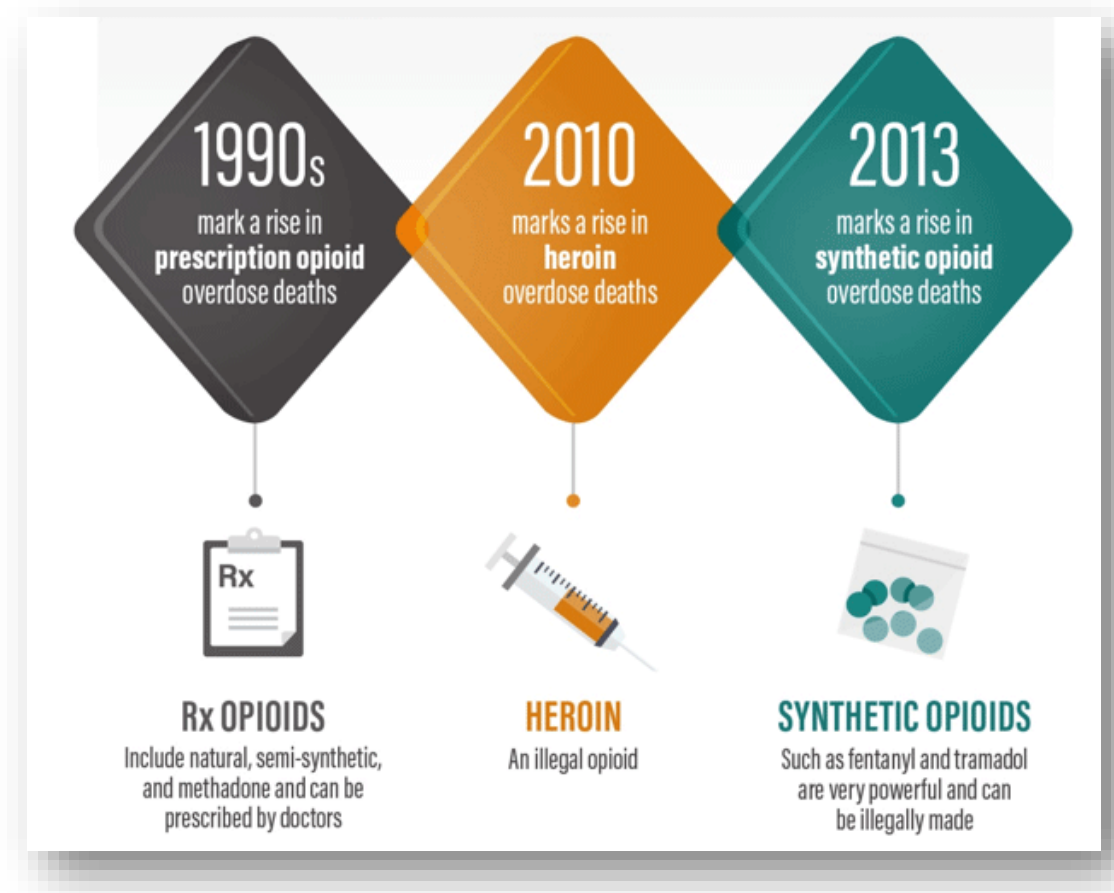 1990s
mark a rise in
prescription opioid
overdose deaths
2010
marks a rise in
heroin
overdose deaths
2013
marks a rise in
synthetic opioid
overdose deaths
Rx
Rx OPIOIDS
Include natural, semi-synthetic,
and methadone and can be
prescribed by doctors
HEROIN
An illegal opioid
SYNTHETIC OPIOIDS
Such as fentanyl and tramadol
are very powerful and can
be illegally made